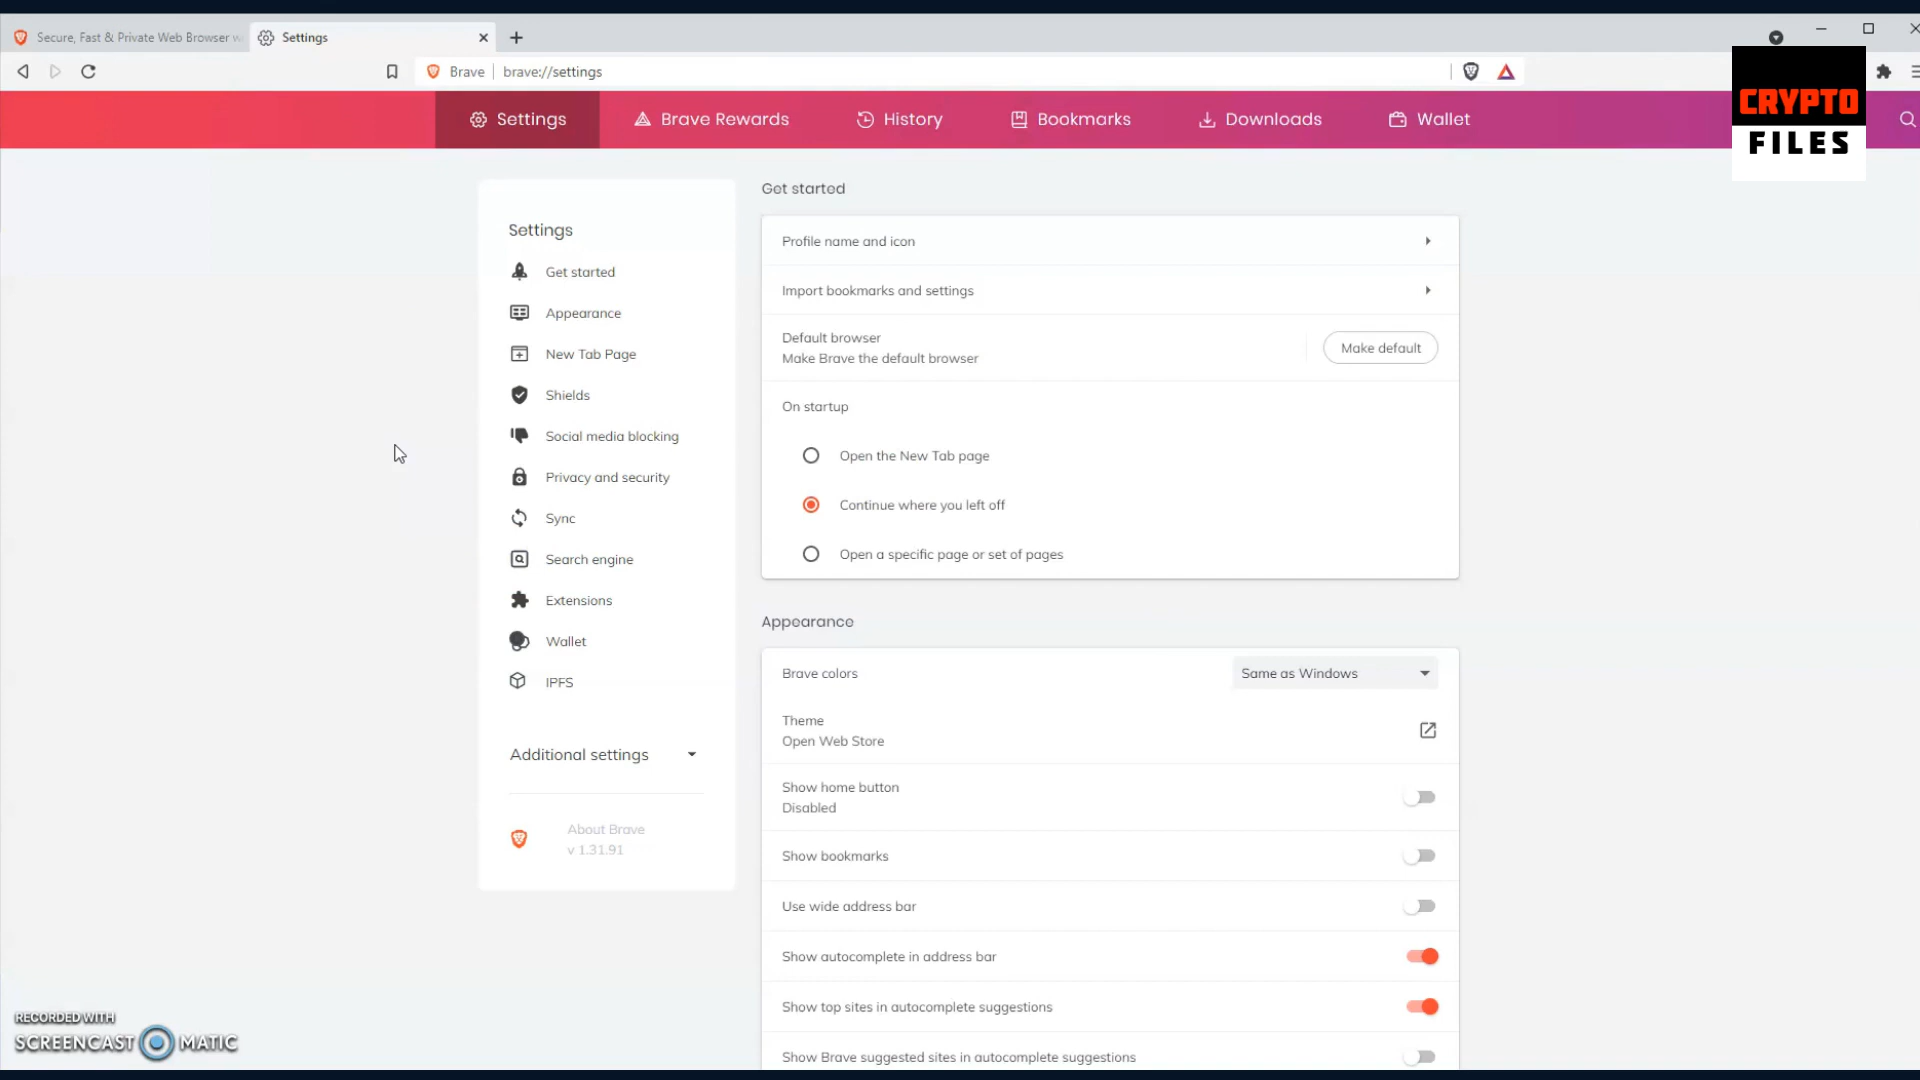 Secure, Fast & Private Web Browser w
Settings
Brave
brave://settings
CRYPTO
FILES
Settings
Brave Rewards
History
Bookmarks
Downloads
Wallet
Settings
Get started
Appearance
New Tab Page
Shields
Social media blocking
Privacy and security
Sync
Search engine
Extensions
Wallet
IPFS
Additional settings
About Brave
v 1.31.91
Get started
Profile name and icon
Import bookmarks and settings
Default browser
Make Brave the default browser
Make default
On startup
Open the New Tab page
Continue where you left off
Open a specific page or set of pages
Appearance
Brave colors
Same as Windows
Theme
Open Web Store
Show home button
Disabled
Show bookmarks
Use wide address bar
Show autocomplete in address bar
Show top sites in autocomplete suggestions
Show Brave suggested sites in autocomplete suggestions
RECORDED WITH
SCREENCAST MATIC